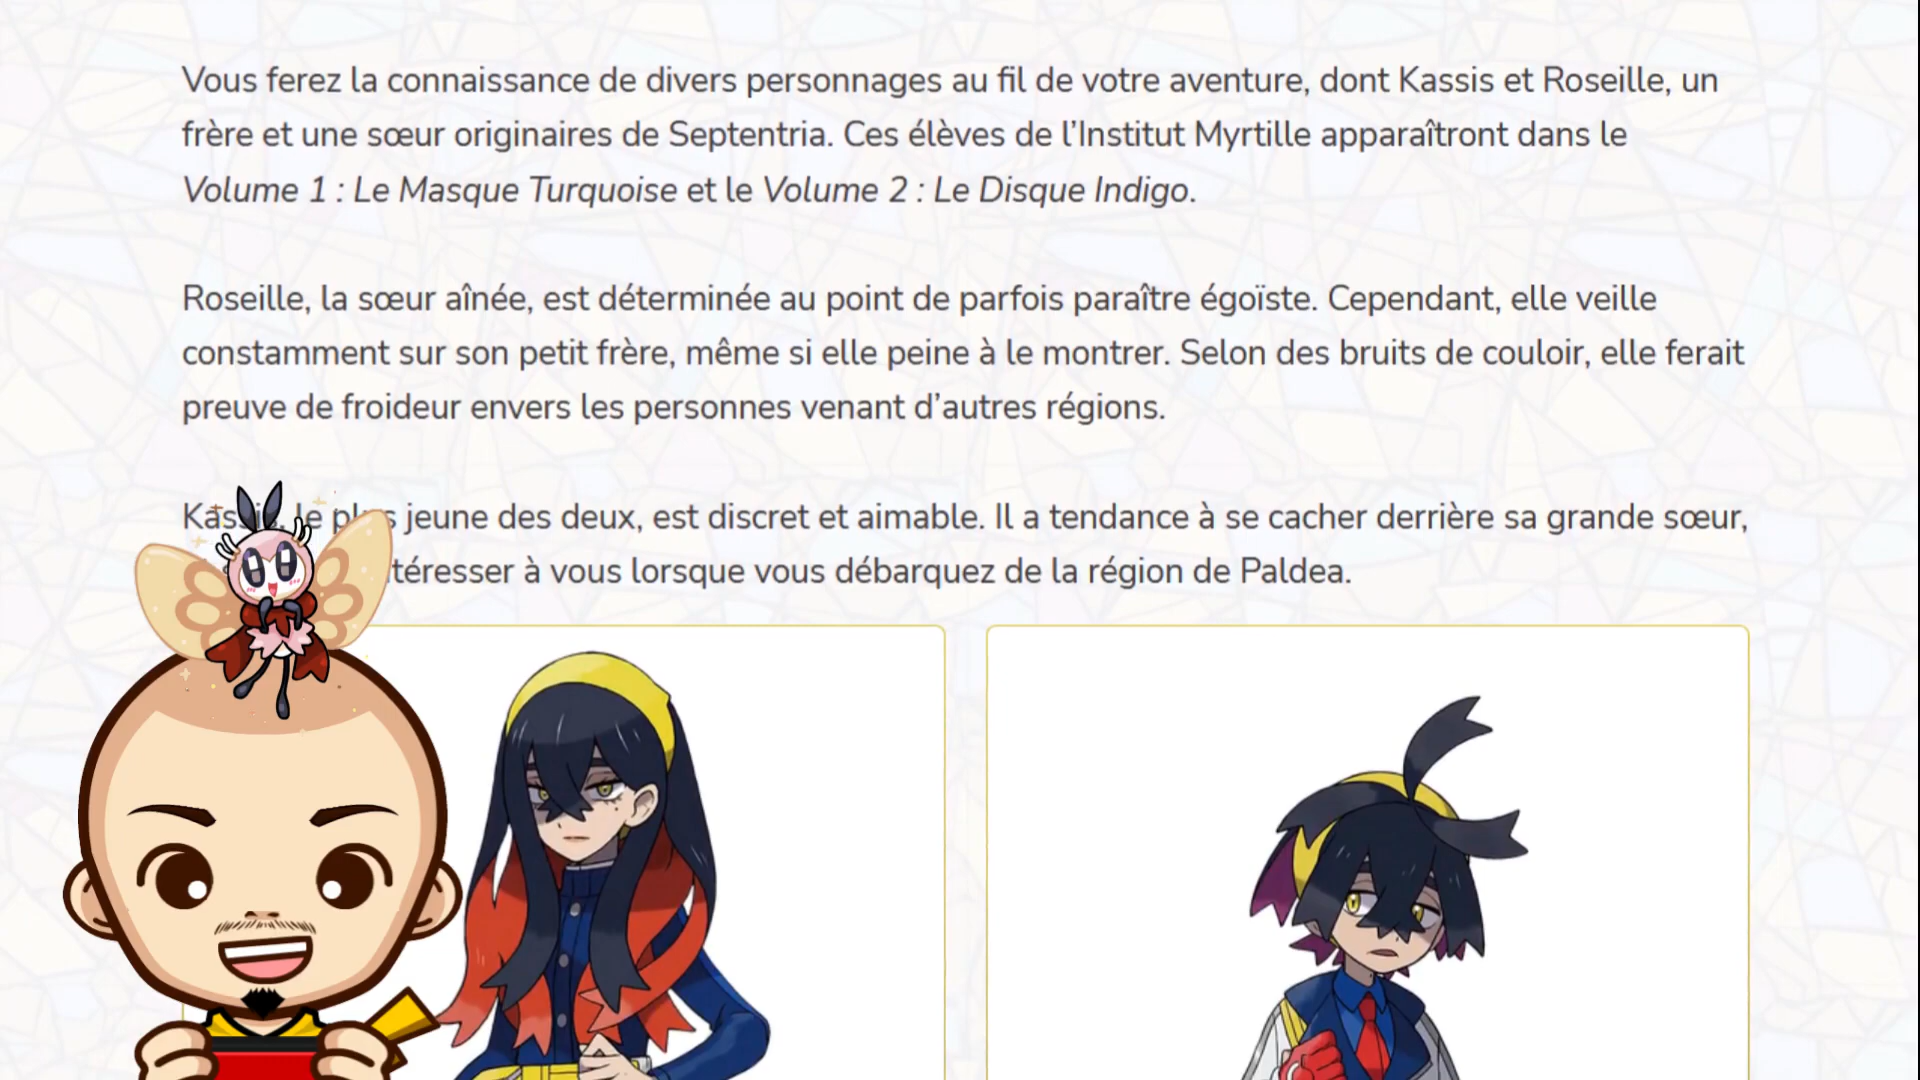 Vous ferez la connaissance de divers personnages au fil de votre aventure, dont Kassis et Roseille, un
frère et une sœur originaires de Septentria. Ces élèves de l’Institut Myrtille apparaîtront dans le
Volume 1 : Le Masque Turquoise et le Volume 2 : Le Disque Indigo.
Roseille, la sœur aînée, est déterminée au point de parfois paraître égoïste. Cependant, elle veille
constamment sur son petit frère, même si elle peine à le montrer. Selon des bruits de couloir, elle ferait
preuve de froideur envers les personnes venant d’autres régions.
Kassis, le plus jeune des deux, est discret et aimable. Il a tendance à se cacher derrière sa grande sœur,
téresser à vous lorsque vous débarquez de la région de Paldea.